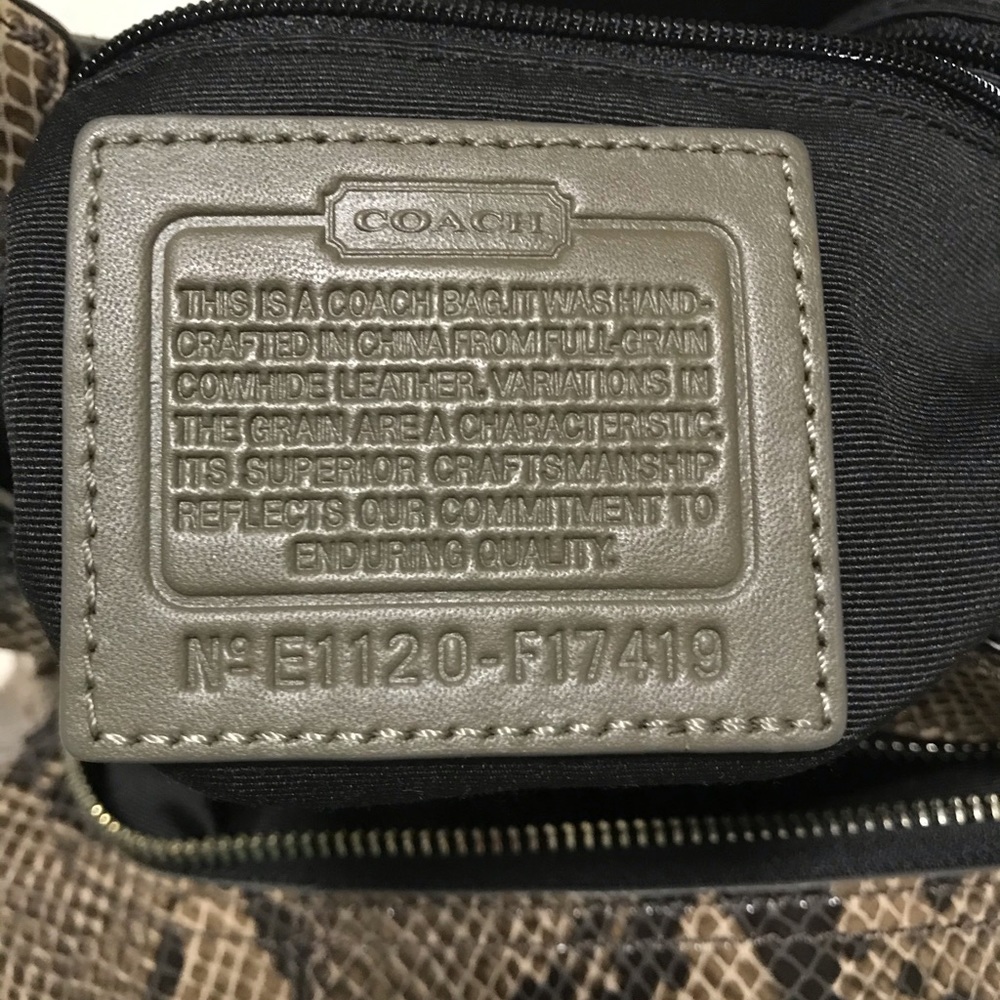 COACH
THIS IS A COACH BAG. IT WAS HAND-
CRAFTED IN CHINA FROM FULL-GRAIN
COWHIDE LEATHER. VARIATIONS IN
THE GRAIN ARE A CHARACTERISTIC.
ITS SUPERIOR CRAFTSMANSHIP
REFLECTS OUR COMMITMENT TO
ENDURING QUALITY.
Nº E1120-F17419